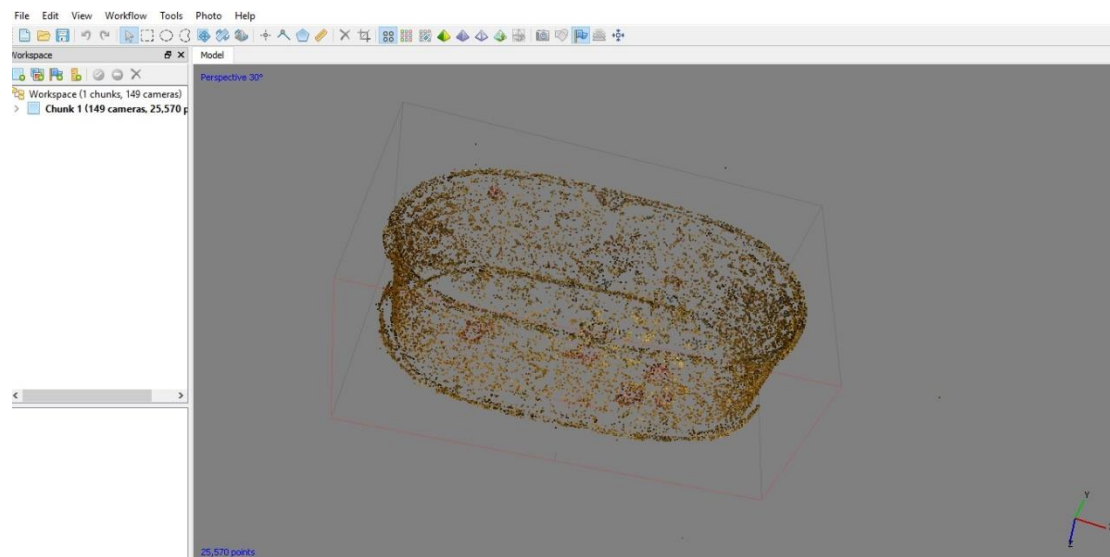 File Edit View Workflow Tools Photo Help
Workspace
Model
Perspective 30°
Workspace (1 chunks, 149 cameras)
Chunk 1 (149 cameras, 25,570 p
25,570 points
Y
Z